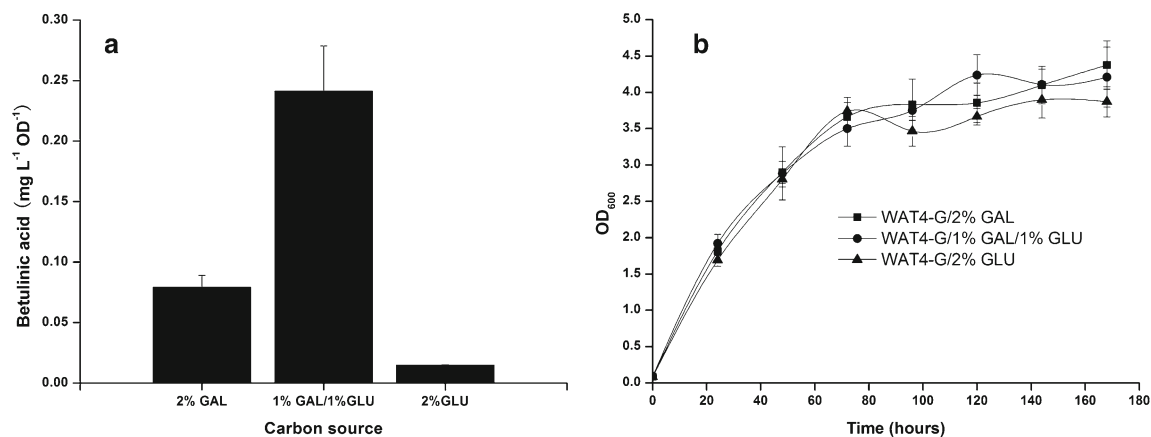 a
0.30
0.25
0.20
0.15
0.10
0.05
0.00
Betulinic acid (mg L⁻¹ OD⁻¹)
2% GAL 1% GAL/1%GLU 2%GLU
Carbon source
b
5.0
4.5
4.0
3.5
3.0
2.5
2.0
1.5
1.0
0.5
0.0
OD₆₀₀
WAT4-G/2% GAL
WAT4-G/1% GAL/1% GLU
WAT4-G/2% GLU
0 20 40 60 80 100 120 140 160 180
Time (hours)